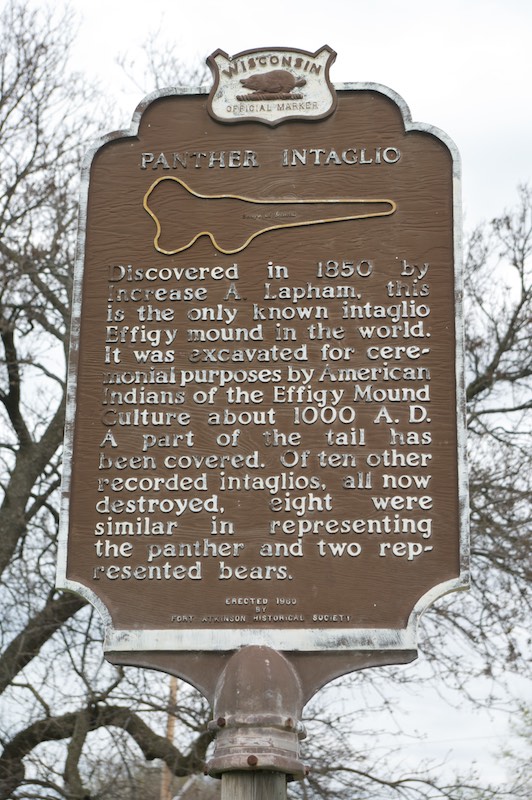 WISCONSIN
OFFICIAL MARKER
PANTHER INTAGLIO
Discovered in 1850 by
Increase A. Lapham, this
is the only known intaglio
Effigy mound in the world.
It was excavated for cere-
monial purposes by American
Indians of the Effigy Mound
Culture about 1000 A.D.
A part of the tail has
been covered. Of ten other
recorded intaglios, all now
destroyed, eight were
similar in representing
the panther and two rep-
resented bears.
ERECTED 1960
BY
FORT ATKINSON HISTORICAL SOCIETY